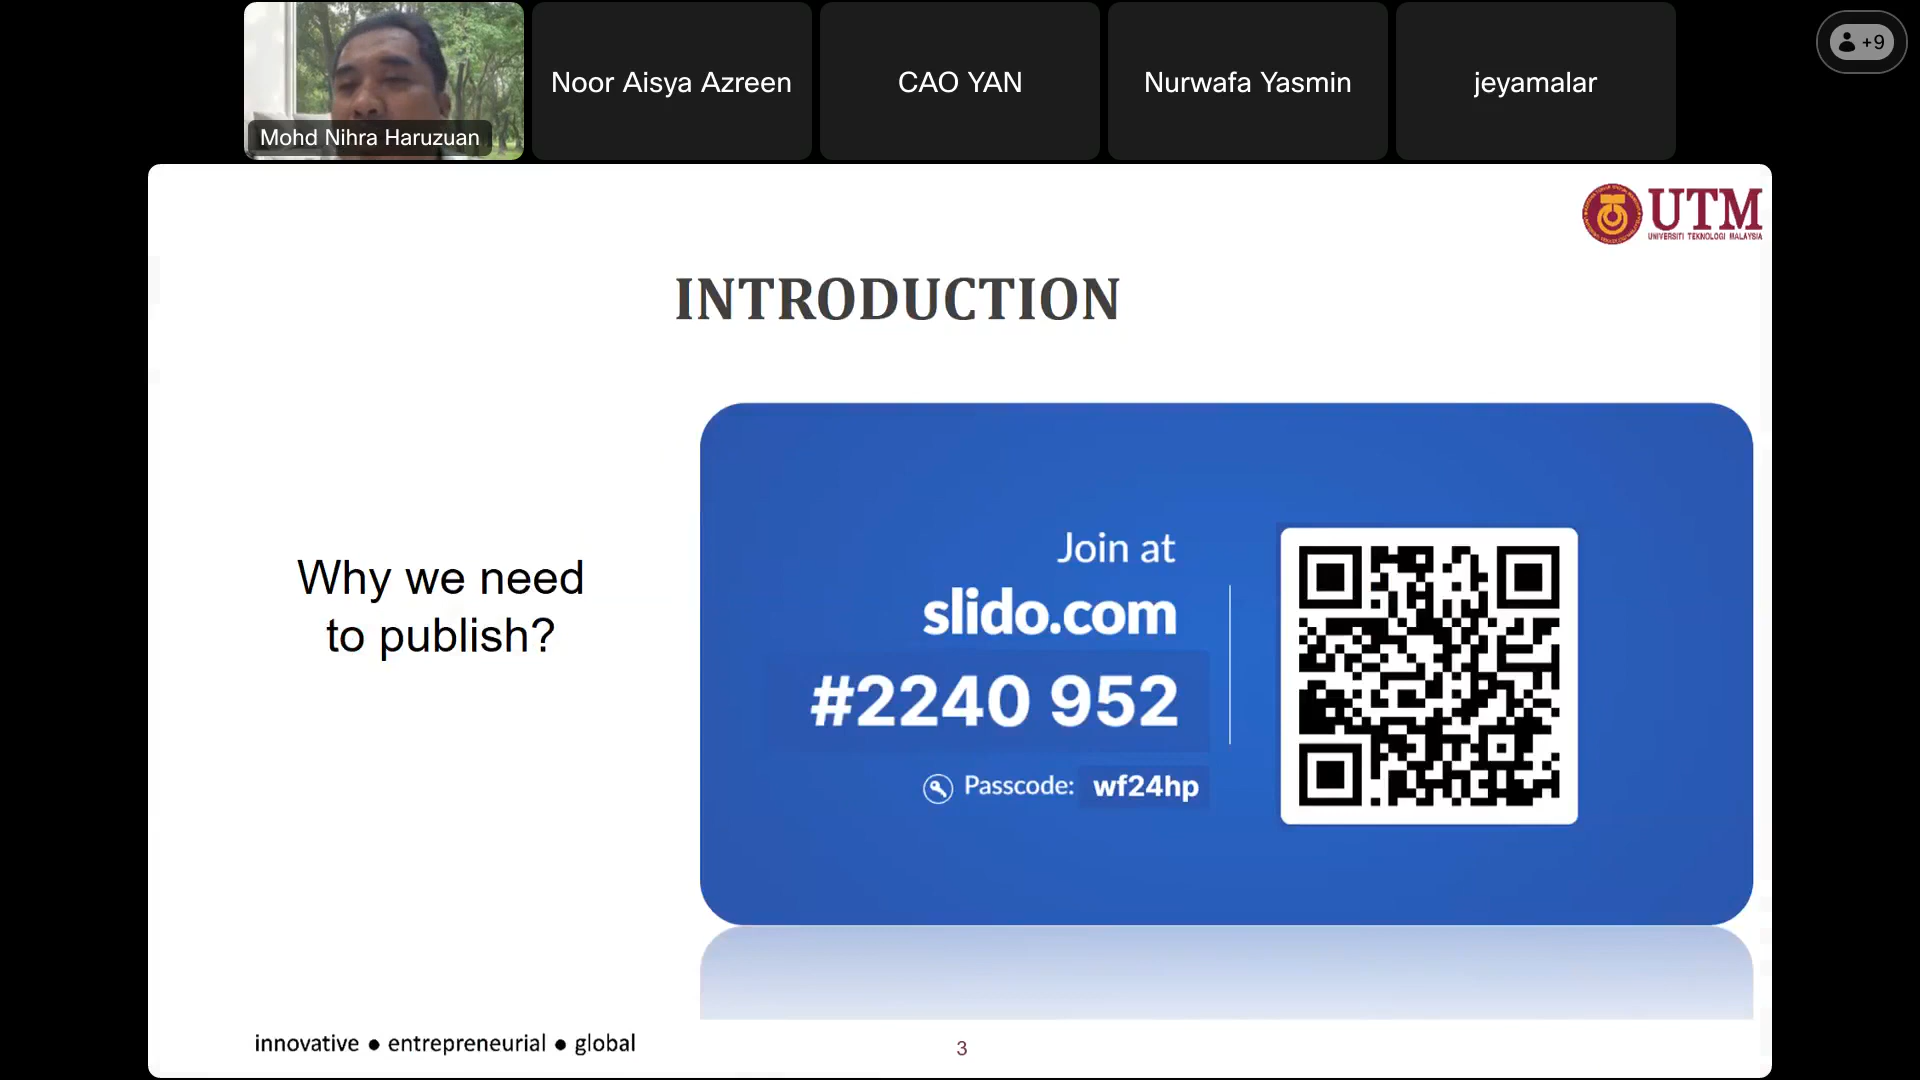 Mohd Nihra Haruzuan
Noor Aisya Azreen
CAO YAN
Nurwafa Yasmin
jeyamalar
+9
UTM
UNIVERSITI TEKNOLOGI MALAYSIA
INTRODUCTION
Why we need
to publish?
Join at
slido.com
#2240 952
Passcode: wf24hp
innovative ● entrepreneurial ● global
3